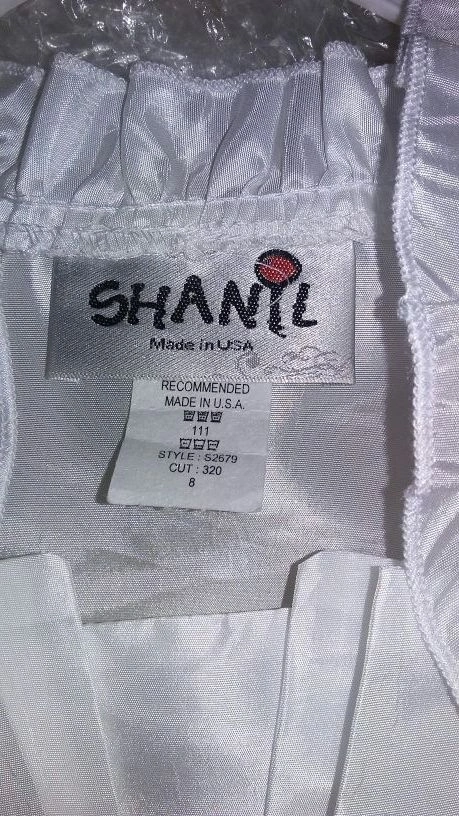 SHANIL
Made in USA
RECOMMENDED
MADE IN U.S.A.
111
STYLE : S2679
CUT : 320
8